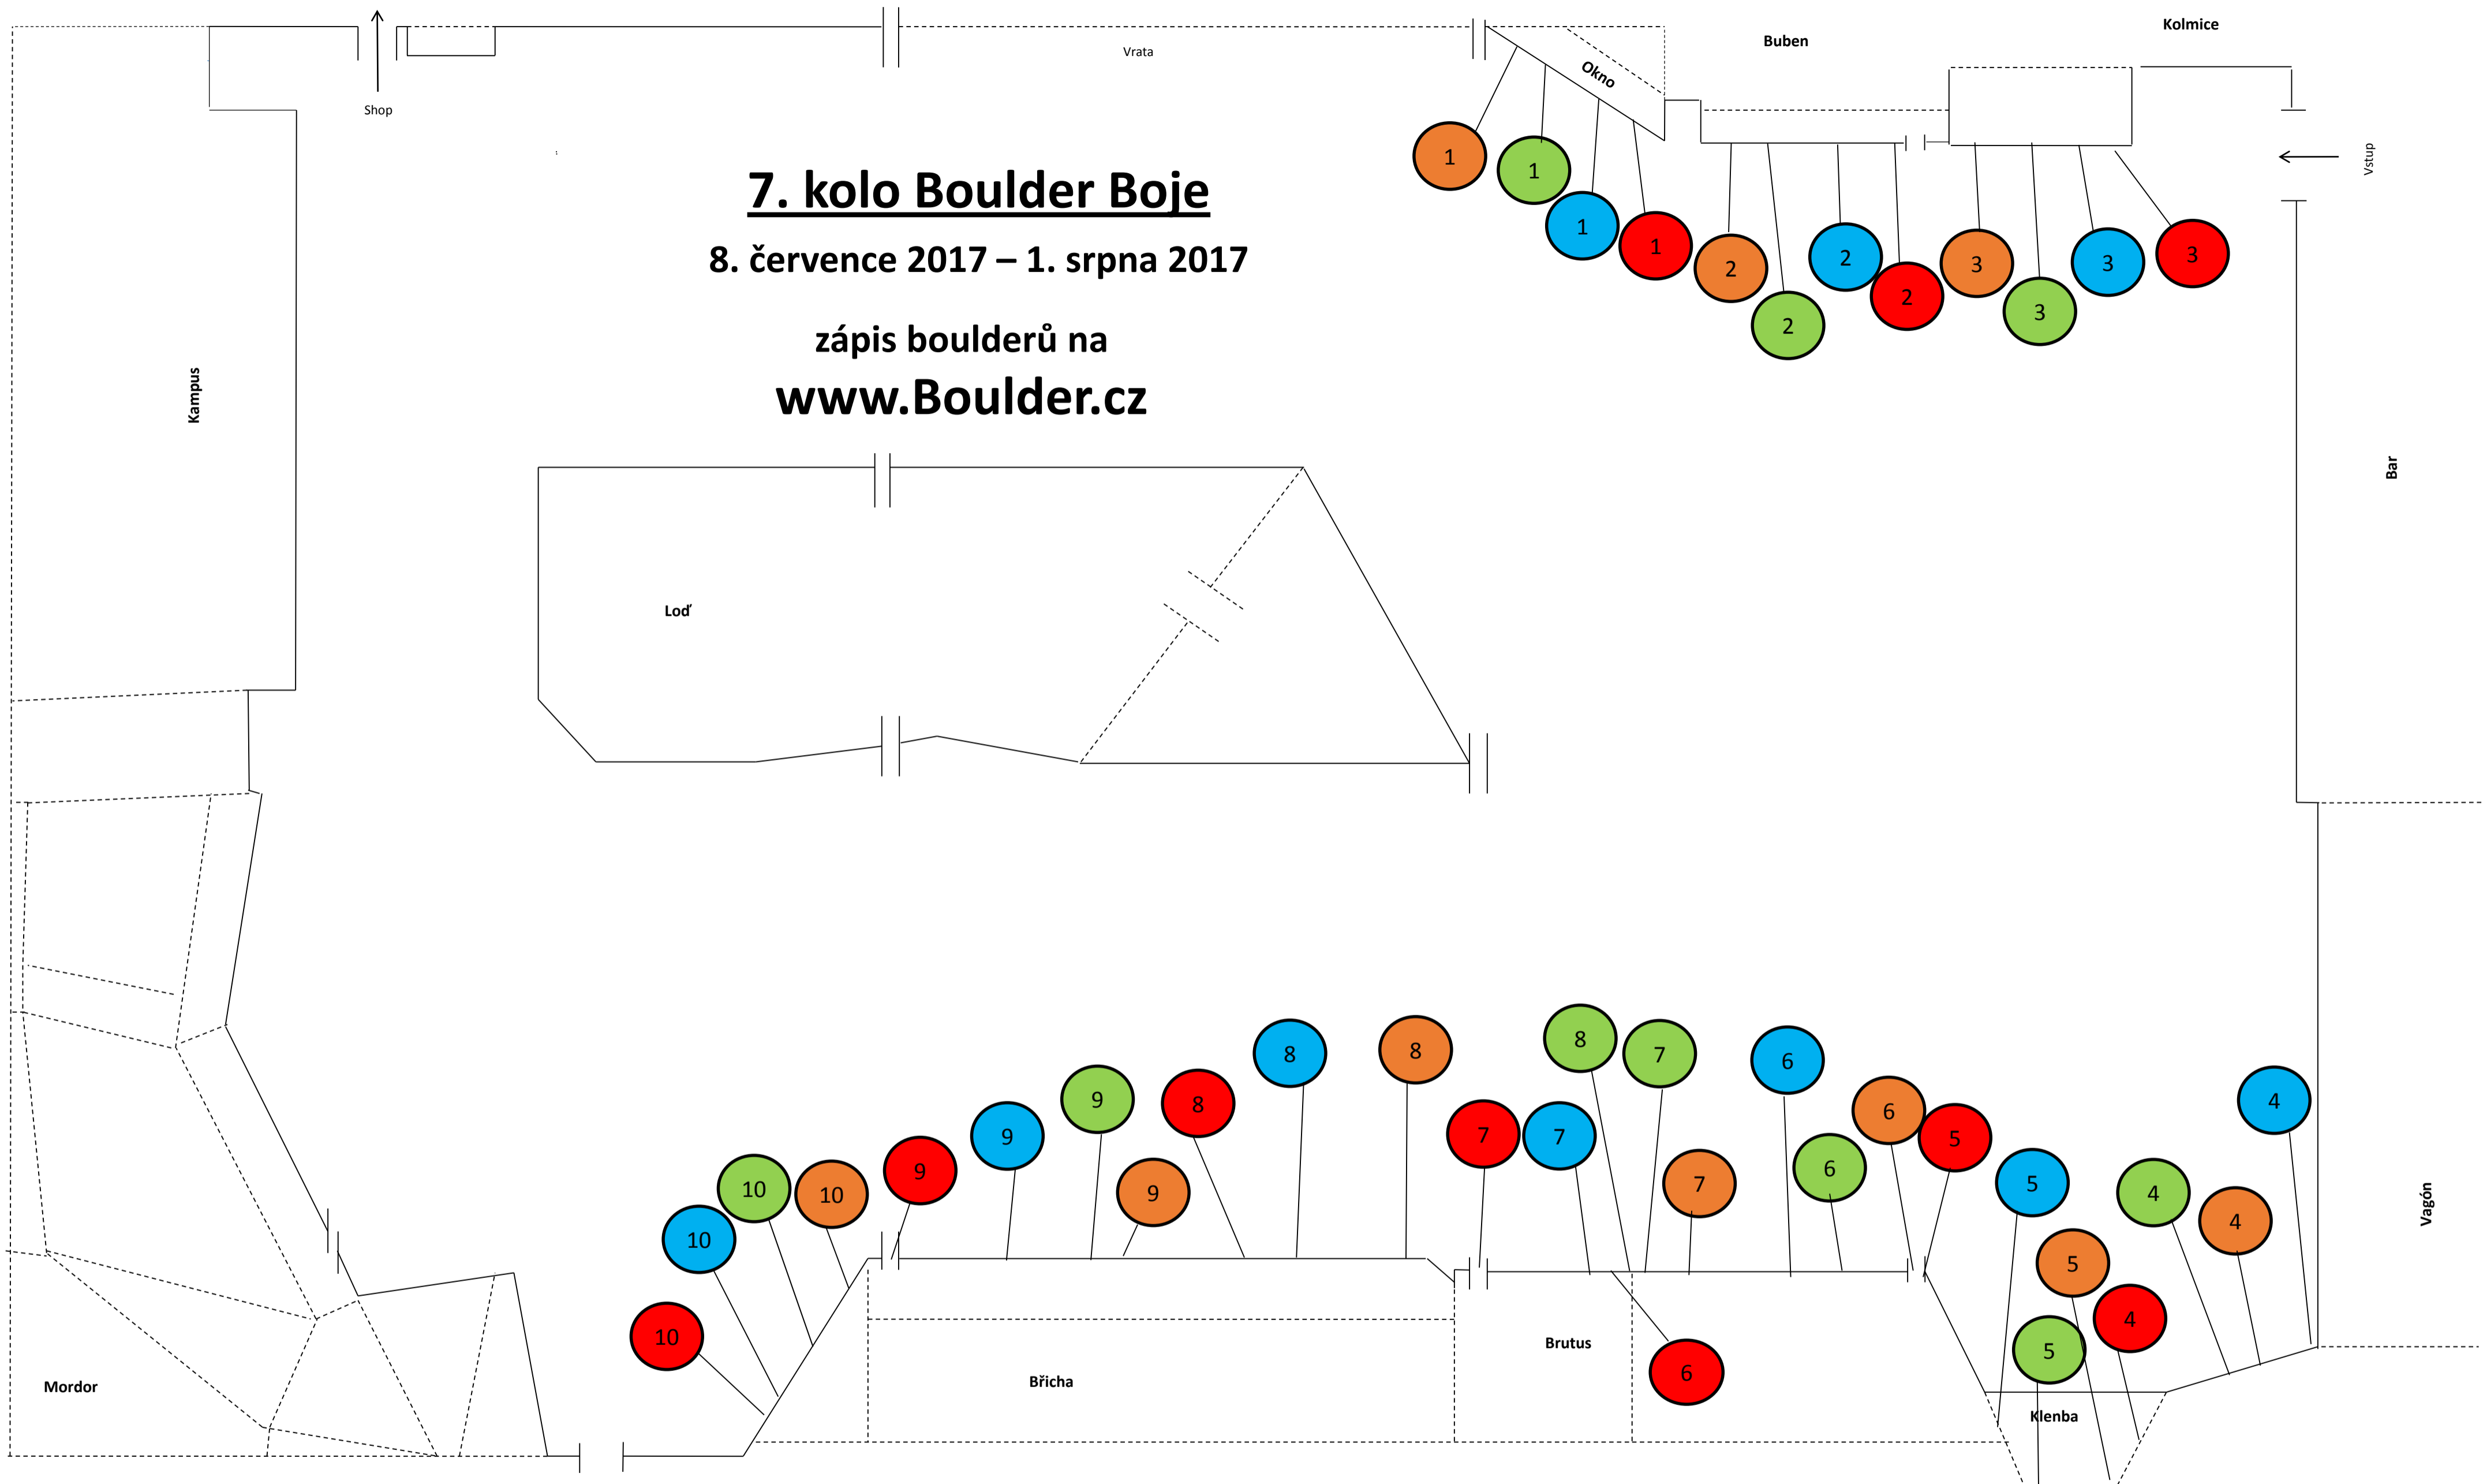 Kolmice
Buben
Vrata
Okno
Shop
Vstup
1
1
1
1
2
2
2
2
3
3
3
3
7. kolo Boulder Boje
8. července 2017 – 1. srpna 2017
zápis boulderů na
www.Boulder.cz
Kampus
Bar
Loď
8
8
8
7
6
4
9
8
6
7
7
5
9
6
9
10
10
9
7
5
4
4
10
5
10
5
4
6
Vagón
Brutus
Břicha
Mordor
Klenba